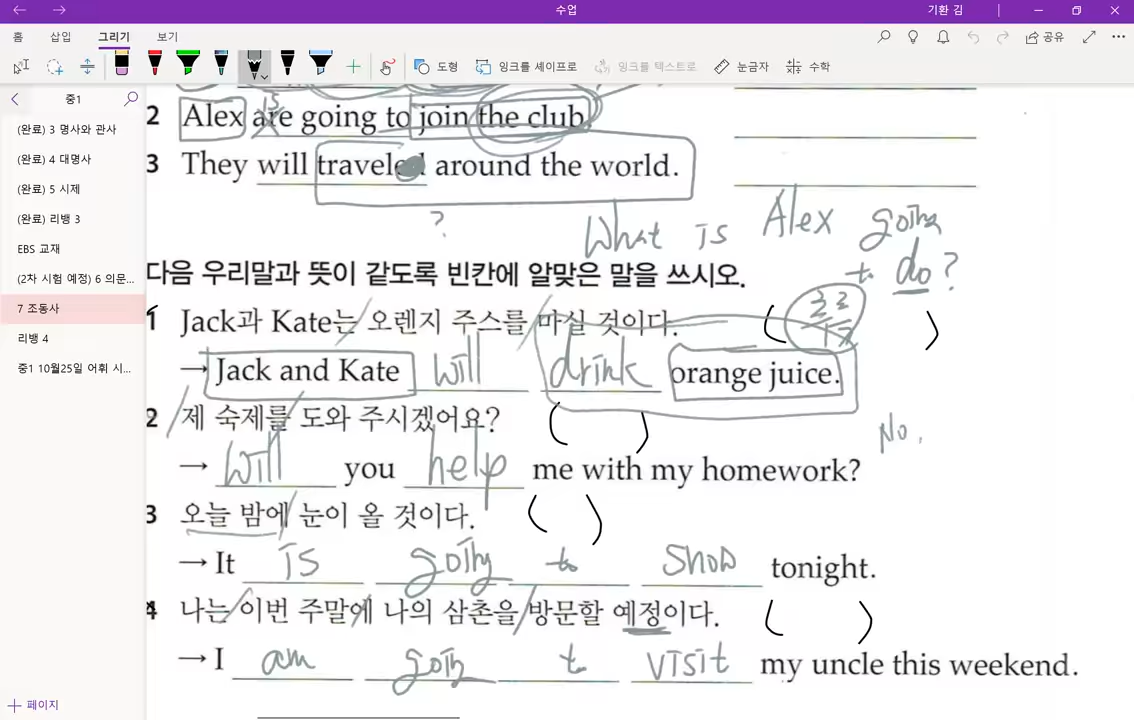 수업
기환 김
홈 삽입 그리기 보기
공유
도형 잉크를 셰이프로 잉크를 텍스트로 눈금자 수학
중1
(완료) 3 명사와 관사
(완료) 4 대명사
(완료) 5 시제
(완료) 리뱅 3
EBS 교재
(2차 시험 예정) 6 의문...
7 조동사
리뱅 4
중1 10월25일 어휘 시...
페이지
2 Alex are going to join the club.
is
3 They will traveled around the world.
?
What is Alex going
to do?
다음 우리말과 뜻이 같도록 빈칸에 알맞은 말을 쓰시오.
1 Jack과 Kate는 오렌지 주스를 마실 것이다. ( )
→ Jack and Kate will drink orange juice.
2 제 숙제를 도와 주시겠어요? ( )
No.
→ will you help me with my homework?
3 오늘 밤에 눈이 올 것이다. ( )
→ It is going to snow tonight.
4 나는 이번 주말에 나의 삼촌을 방문할 예정이다. ( )
→ I am going to visit my uncle this weekend.